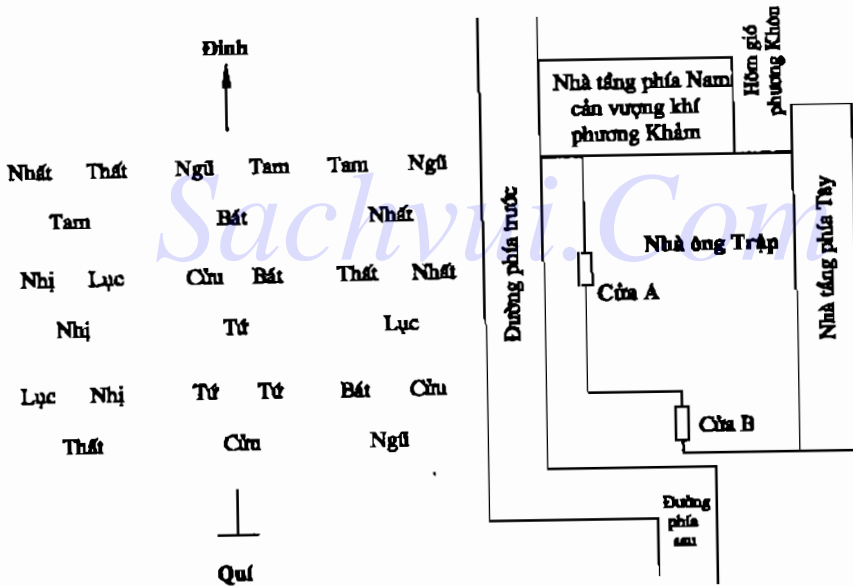 Đinh
Nhất Thất Ngũ Tam Tam Ngũ
Tam Bát Nhất
Nhị Lục Cửu Bát Thất Nhất
Nhị Tứ Lục
Lục Nhị Tứ Tứ Bát Cửu
Thất Cửu Ngũ
Quí
Đường phía trước
Nhà tầng phía Nam
cản vượng khí
phương Khảm
Hõm gió
phương Khôn
Nhà ông Trập
Nhà tầng phía Tây
Cửa A
Cửa B
Đường
phía
sau
Sachvui.Com